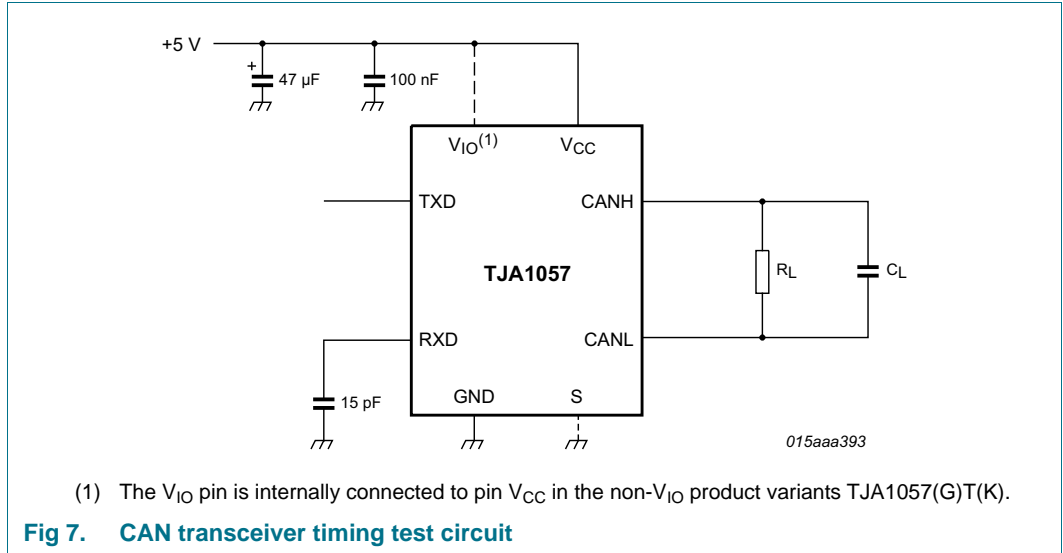 +5 V
+
47 µF
100 nF
VIO(1)
VCC
TXD
CANH
TJA1057
RL
CL
RXD
CANL
15 pF
GND
S
015aaa393
(1) The VIO pin is internally connected to pin VCC in the non-VIO product variants TJA1057(G)T(K).
Fig 7. CAN transceiver timing test circuit